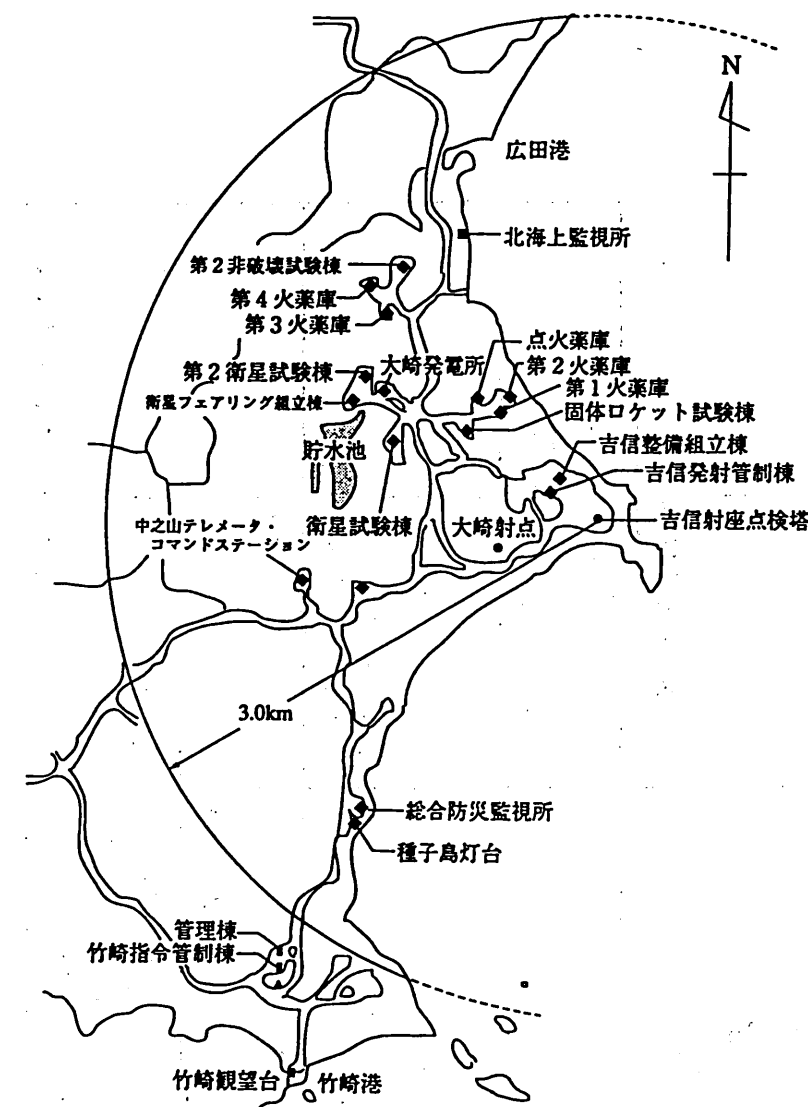 N
広田港
北海上監視所
第2非破壊試験棟
第4火薬庫
第3火薬庫
点火薬庫
大崎発電所
第2火薬庫
第2衛星試験棟
第1火薬庫
衛星フェアリング組立棟
固体ロケット試験棟
吉信整備組立棟
貯水池
吉信発射管制棟
中之山テレメータ・
コマンドステーション
衛星試験棟
大崎射点
吉信射座点検塔
3.0km
総合防災監視所
種子島灯台
管理棟
竹崎指令管制棟
竹崎観望台
竹崎港